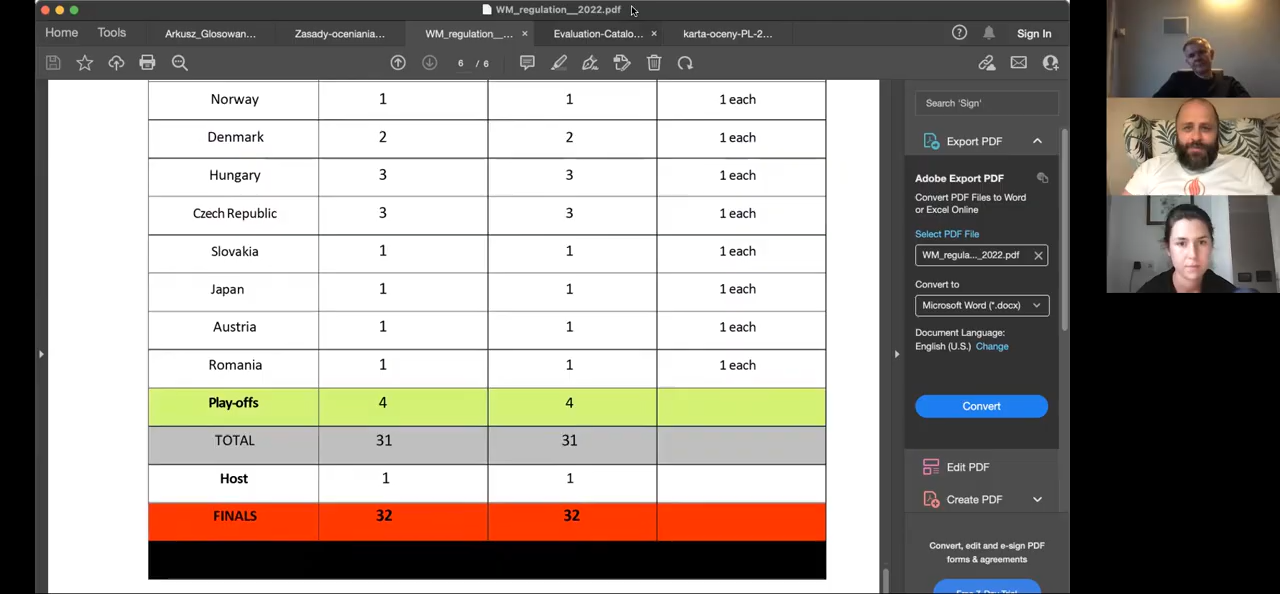 WM_regulation__2022.pdf
Home Tools Arkusz_Glosowan... Zasady-oceniania... WM_regulation__... × Evaluation-Catalo... × karta-oceny-PL-2... Sign In
6 / 6
Norway 1 1 1 each
Denmark 2 2 1 each
Hungary 3 3 1 each
Czech Republic 3 3 1 each
Slovakia 1 1 1 each
Japan 1 1 1 each
Austria 1 1 1 each
Romania 1 1 1 each
Play-offs 4 4
TOTAL 31 31
Host 1 1
FINALS 32 32
Search 'Sign'
Export PDF
Adobe Export PDF
Convert PDF Files to Word
or Excel Online
Select PDF File
WM_regula..._2022.pdf
Convert to
Microsoft Word (*.docx)
Document Language:
English (U.S.) Change
Convert
Edit PDF
Create PDF
Convert, edit and e-sign PDF
forms & agreements
Free 7-Day Trial